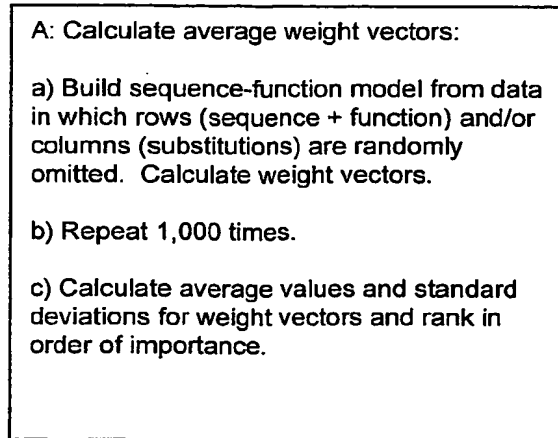 A: Calculate average weight vectors:
a) Build sequence-function model from data
in which rows (sequence + function) and/or
columns (substitutions) are randomly
omitted. Calculate weight vectors.
b) Repeat 1,000 times.
c) Calculate average values and standard
deviations for weight vectors and rank in
order of importance.